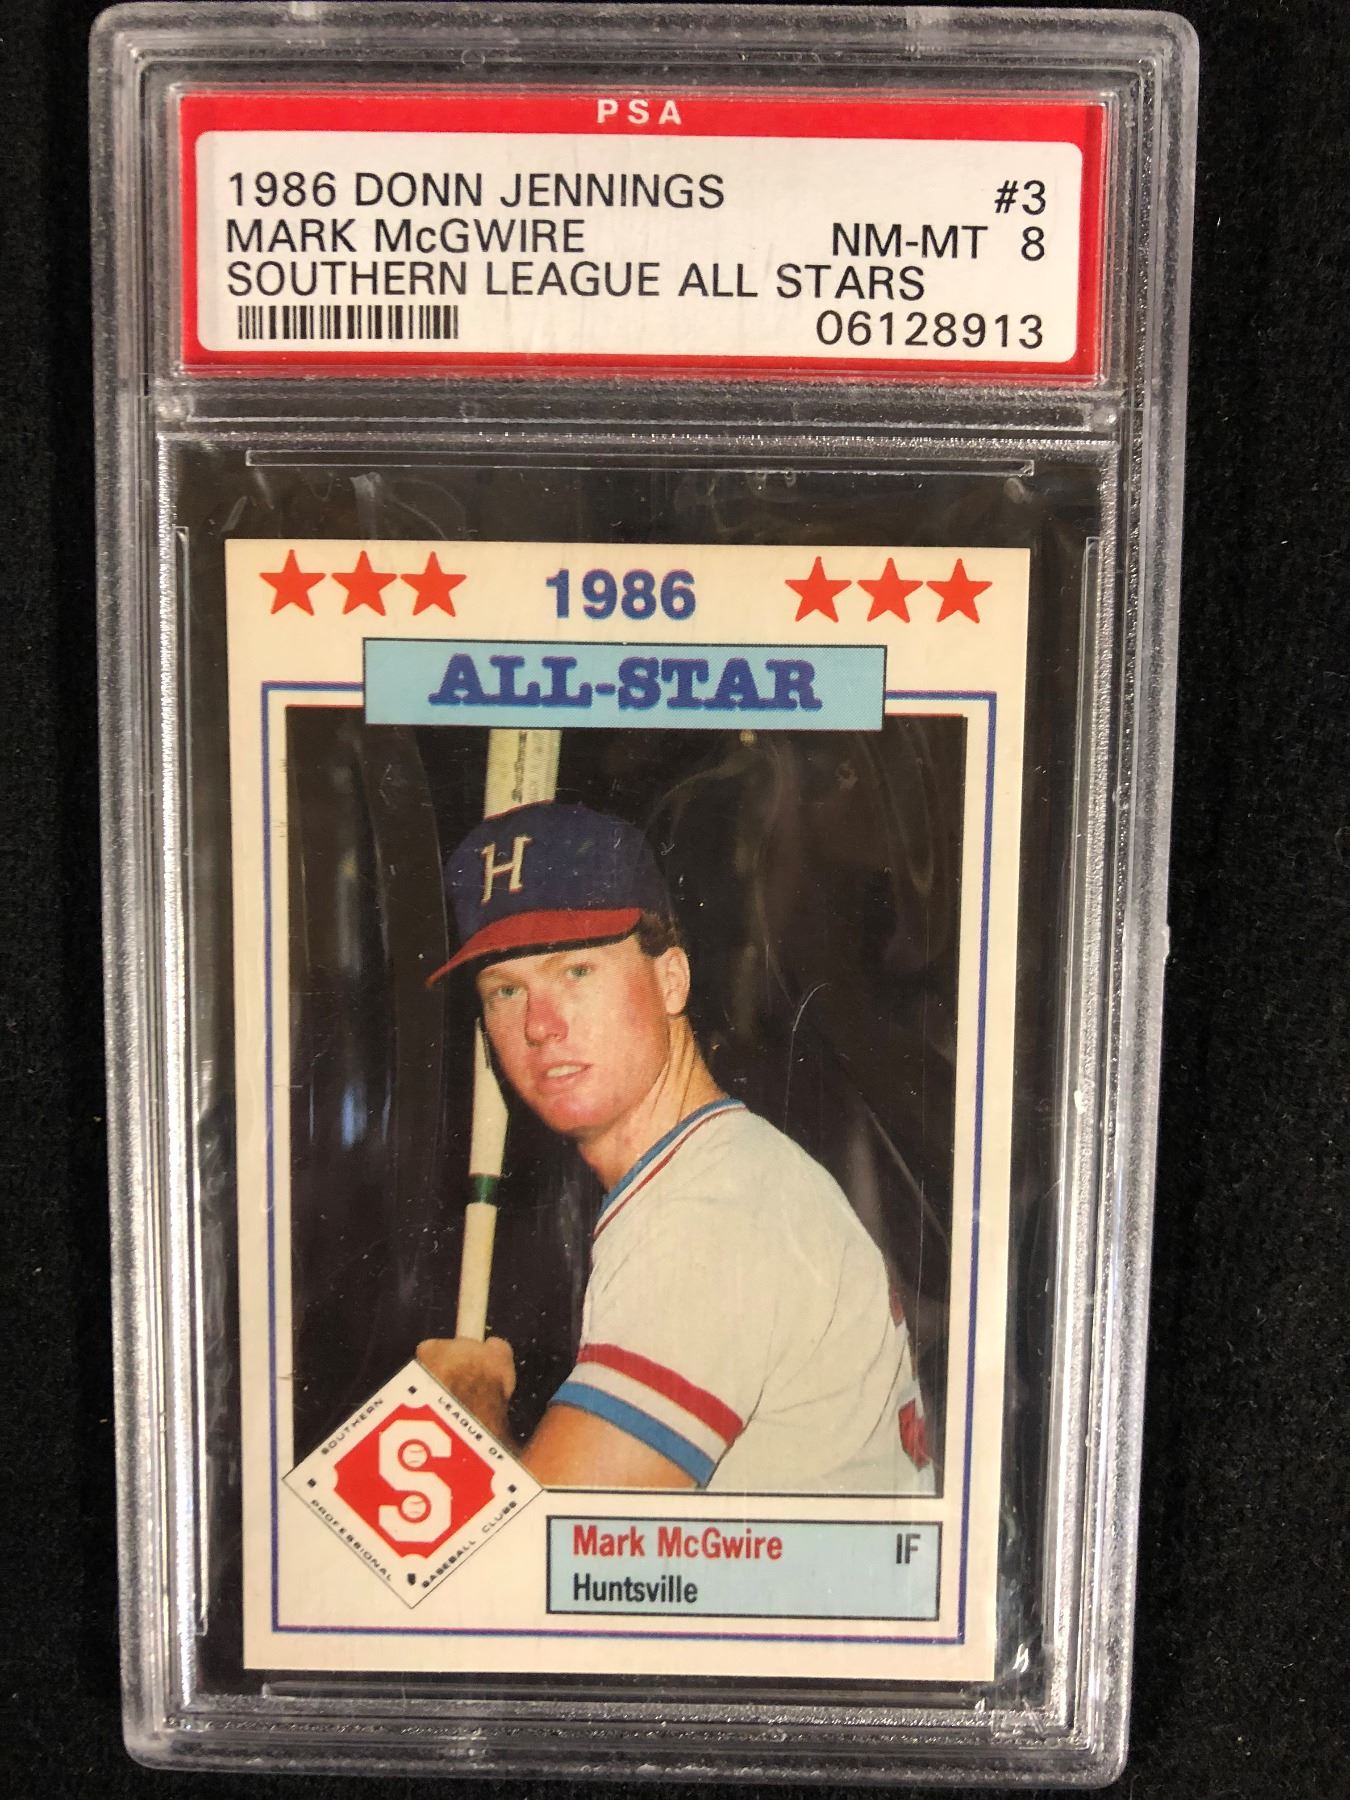 PSA
1986 DONN JENNINGS #3
MARK McGWIRE NM-MT 8
SOUTHERN LEAGUE ALL STARS
06128913
1986
ALL-STAR
H
SOUTHERN LEAGUE OF
S
PROFESSIONAL BASEBALL CLUBS
Mark McGwire IF
Huntsville